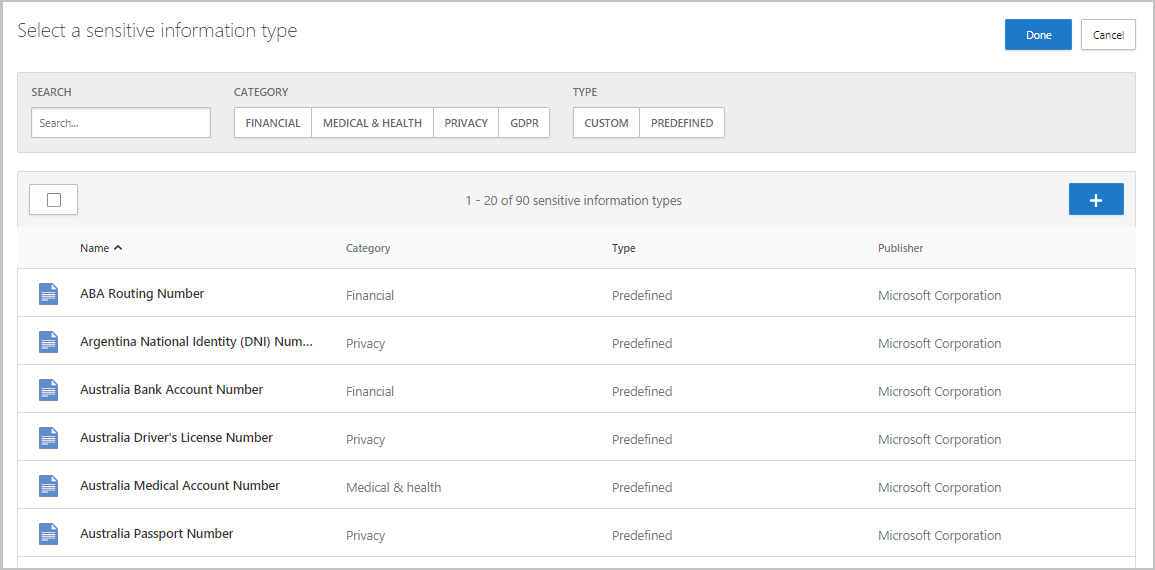 Select a sensitive information type
Done
Cancel
SEARCH
CATEGORY
TYPE
Search...
FINANCIAL
MEDICAL & HEALTH
PRIVACY
GDPR
CUSTOM
PREDEFINED
1 - 20 of 90 sensitive information types
+
Name Category Type Publisher
ABA Routing Number Financial Predefined Microsoft Corporation
Argentina National Identity (DNI) Num... Privacy Predefined Microsoft Corporation
Australia Bank Account Number Financial Predefined Microsoft Corporation
Australia Driver's License Number Privacy Predefined Microsoft Corporation
Australia Medical Account Number Medical & health Predefined Microsoft Corporation
Australia Passport Number Privacy Predefined Microsoft Corporation